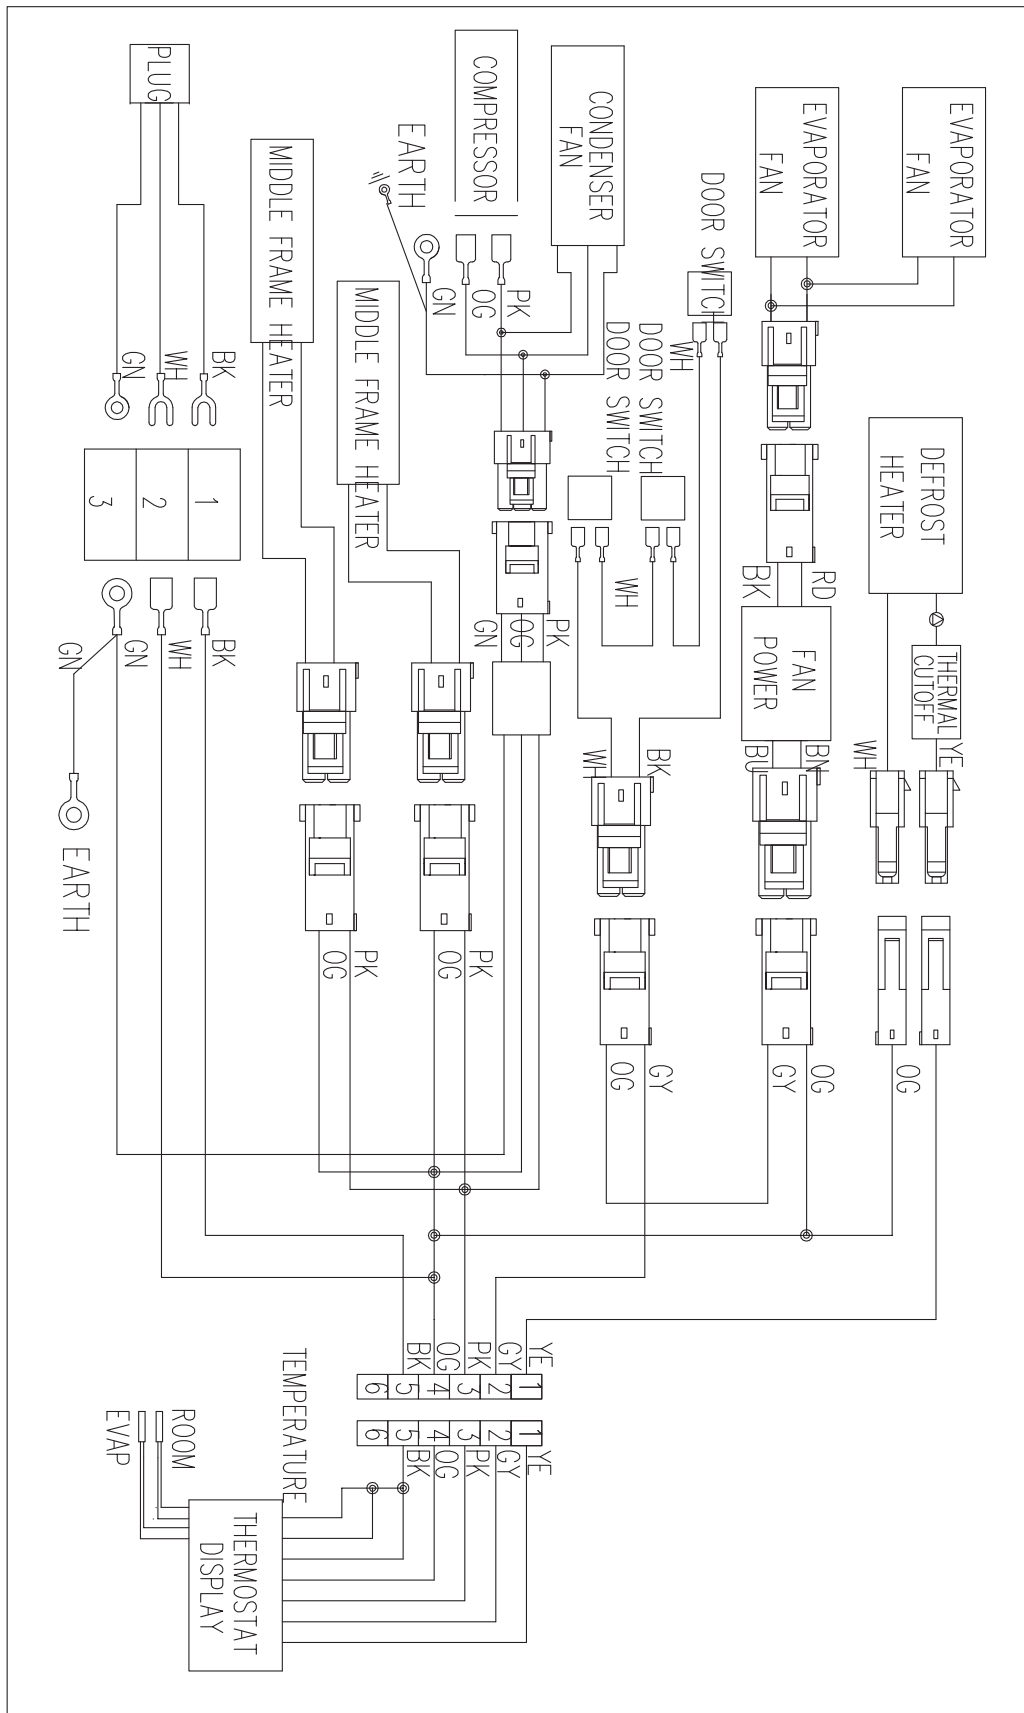 PLUG
GN
WH
BK
1
2
3
GN
WH
BK
GN
EARTH
MIDDLE FRAME HEATER
MIDDLE FRAME HEATER
OG
PK
OG
PK
EARTH
COMPRESSOR
CONDENSER
FAN
GN
OG
PK
GN
OG
PK
DOOR SWITCH
DOOR SWITCH
DOOR SWITCH
WH
WH
WH
BK
OG
GY
EVAPORATOR
FAN
EVAPORATOR
FAN
BK
RD
FAN
POWER
BU
BN
GY
OG
DEFROST
HEATER
THERMAL
CUTOFF
WH
YE
OG
BK
OG
PK
GY
YE
6
5
4
3
2
1
6
5
4
3
2
1
BK
OG
PK
GY
YE
TEMPERATURE
ROOM
EVAP
THERMOSTAT
DISPLAY